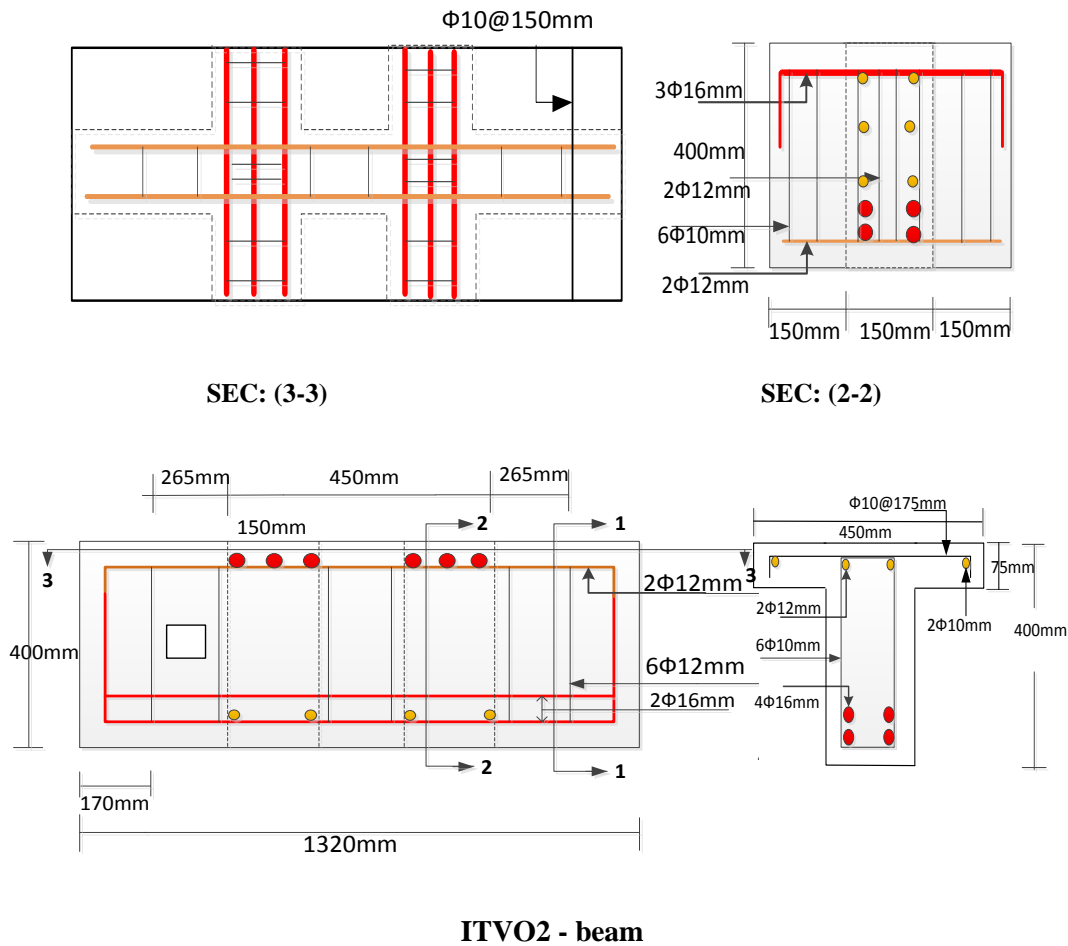 Φ10@150mm
3Φ16mm
400mm
2Φ12mm
6Φ10mm
2Φ12mm
150mm
150mm
150mm
SEC: (3-3)
SEC: (2-2)
265mm
450mm
265mm
150mm
2
1
3
2Φ12mm
400mm
6Φ12mm
2Φ16mm
2
1
170mm
1320mm
Φ10@175mm
450mm
3
75mm
2Φ12mm
2Φ10mm
400mm
6Φ10mm
4Φ16mm
ITVO2 - beam